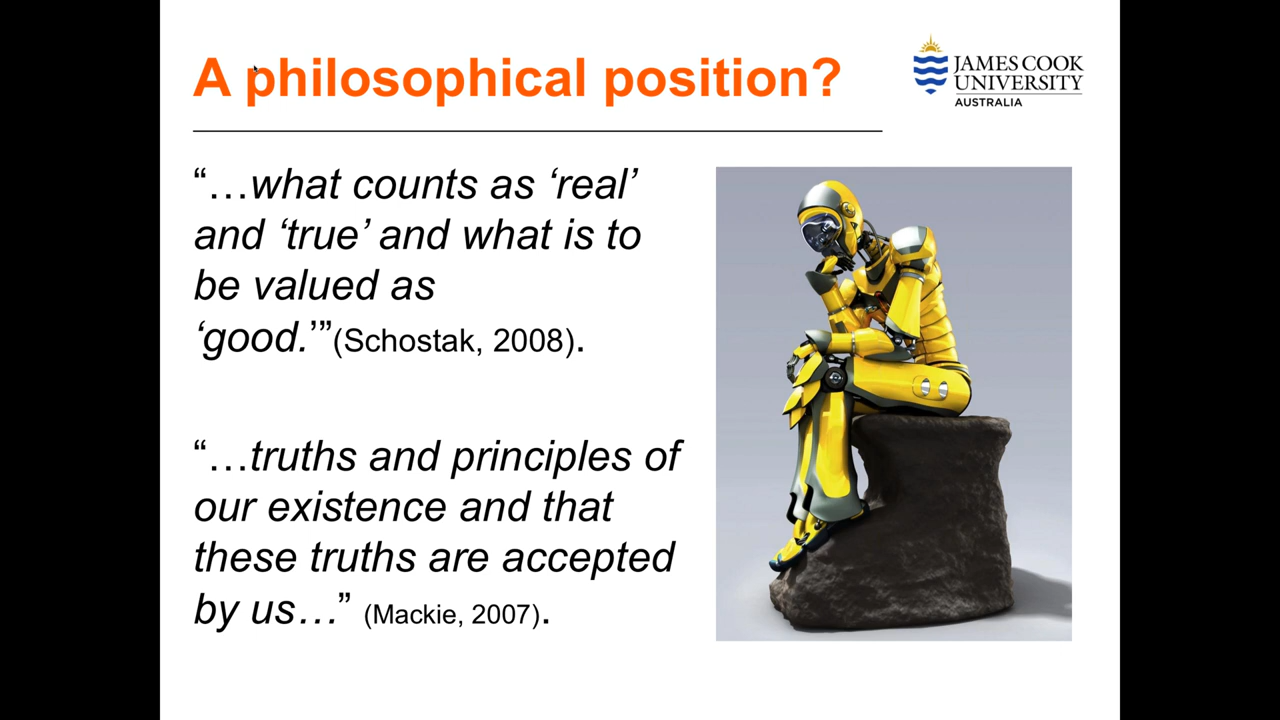 A philosophical position?
JAMES COOK
UNIVERSITY
AUSTRALIA
“…what counts as ‘real’
and ‘true’ and what is to
be valued as
‘good.’”(Schostak, 2008).
“…truths and principles of
our existence and that
these truths are accepted
by us…” (Mackie, 2007).